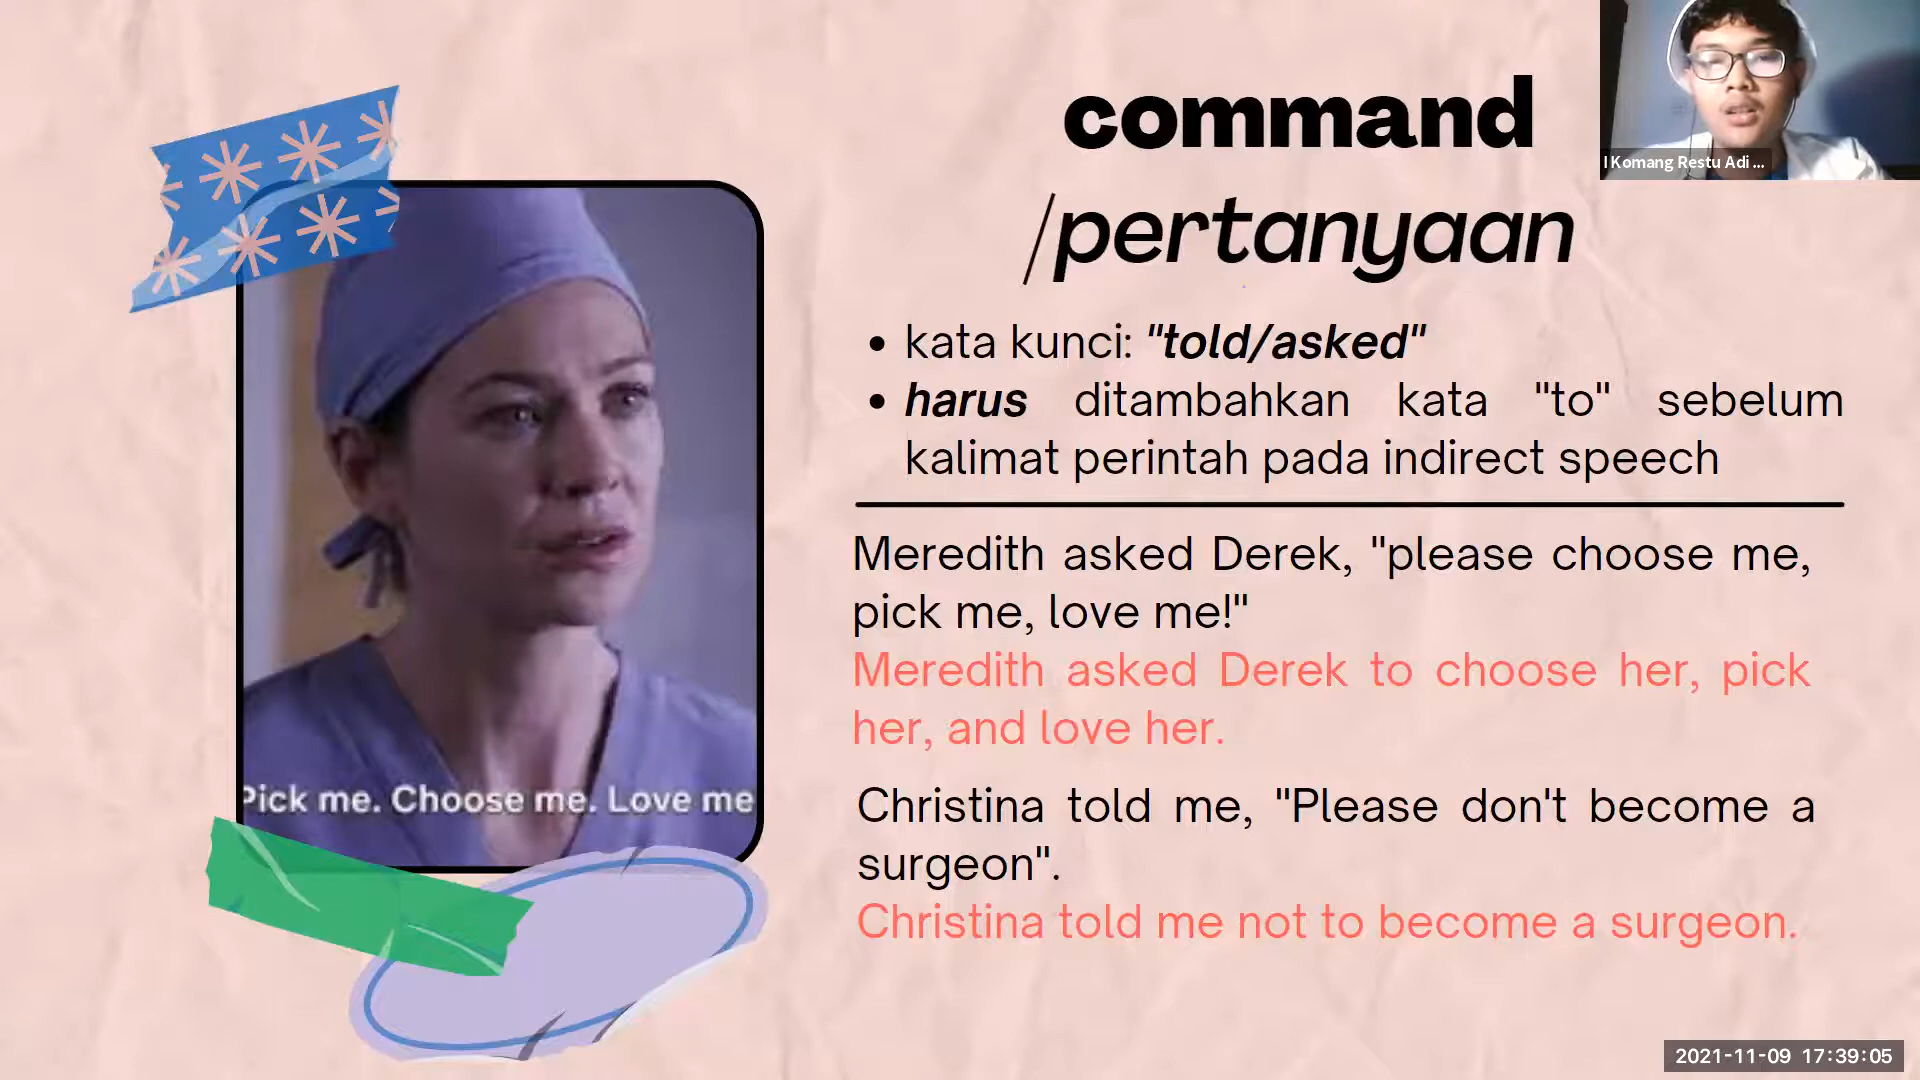 command
/pertanyaan
I Komang Restu Adi ...
• kata kunci: "told/asked"
• harus ditambahkan kata "to" sebelum
kalimat perintah pada indirect speech
Meredith asked Derek, "please choose me,
pick me, love me!"
Meredith asked Derek to choose her, pick
her, and love her.
Christina told me, "Please don't become a
surgeon".
Christina told me not to become a surgeon.
Pick me. Choose me. Love me
2021-11-09 17:39:05